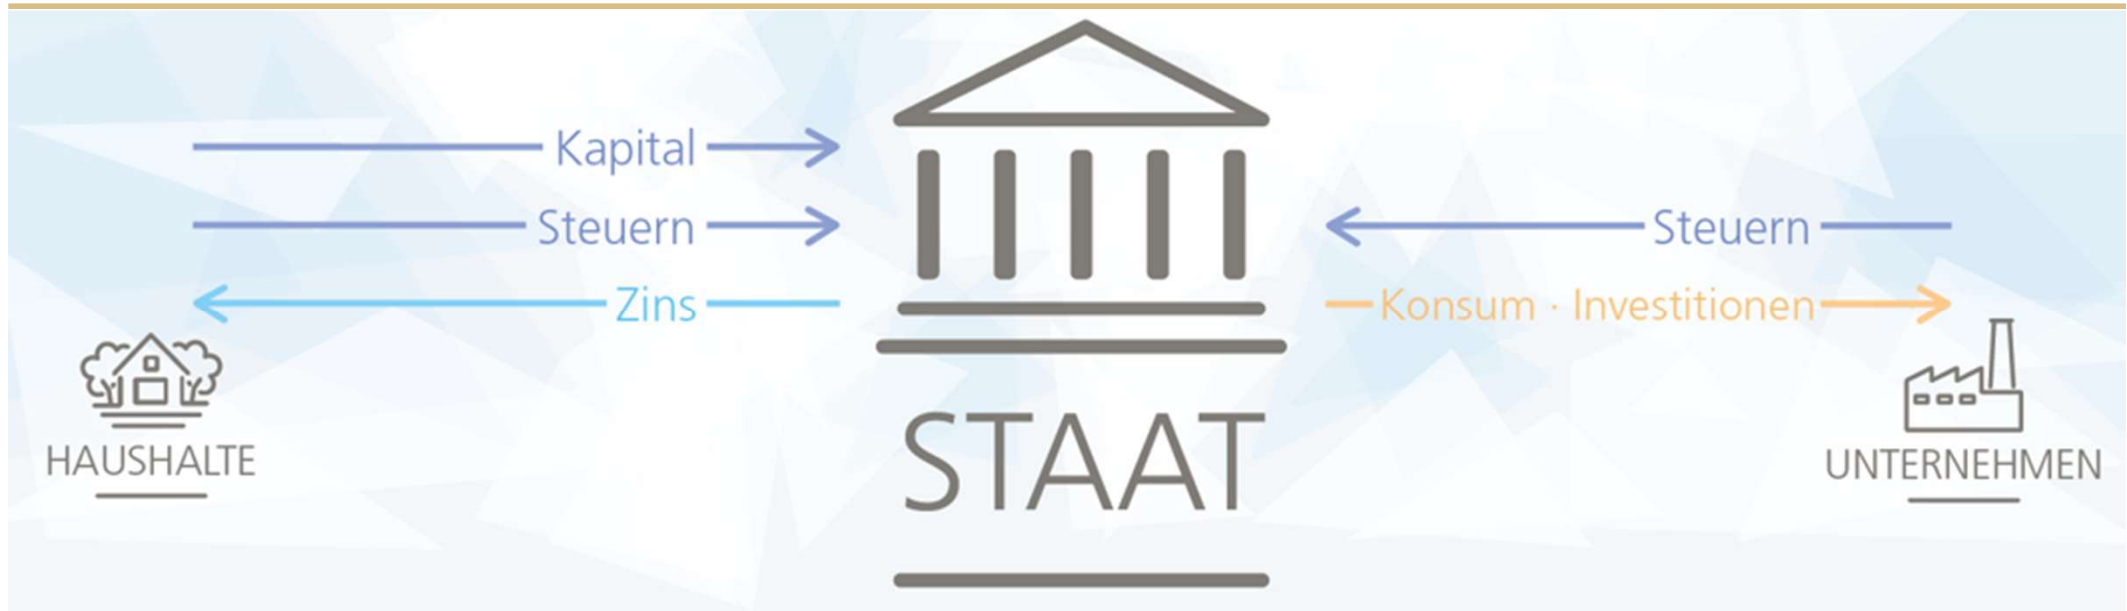 Kapital
Steuern
Steuern
Zins
Konsum · Investitionen
STAAT
HAUSHALTE
UNTERNEHMEN